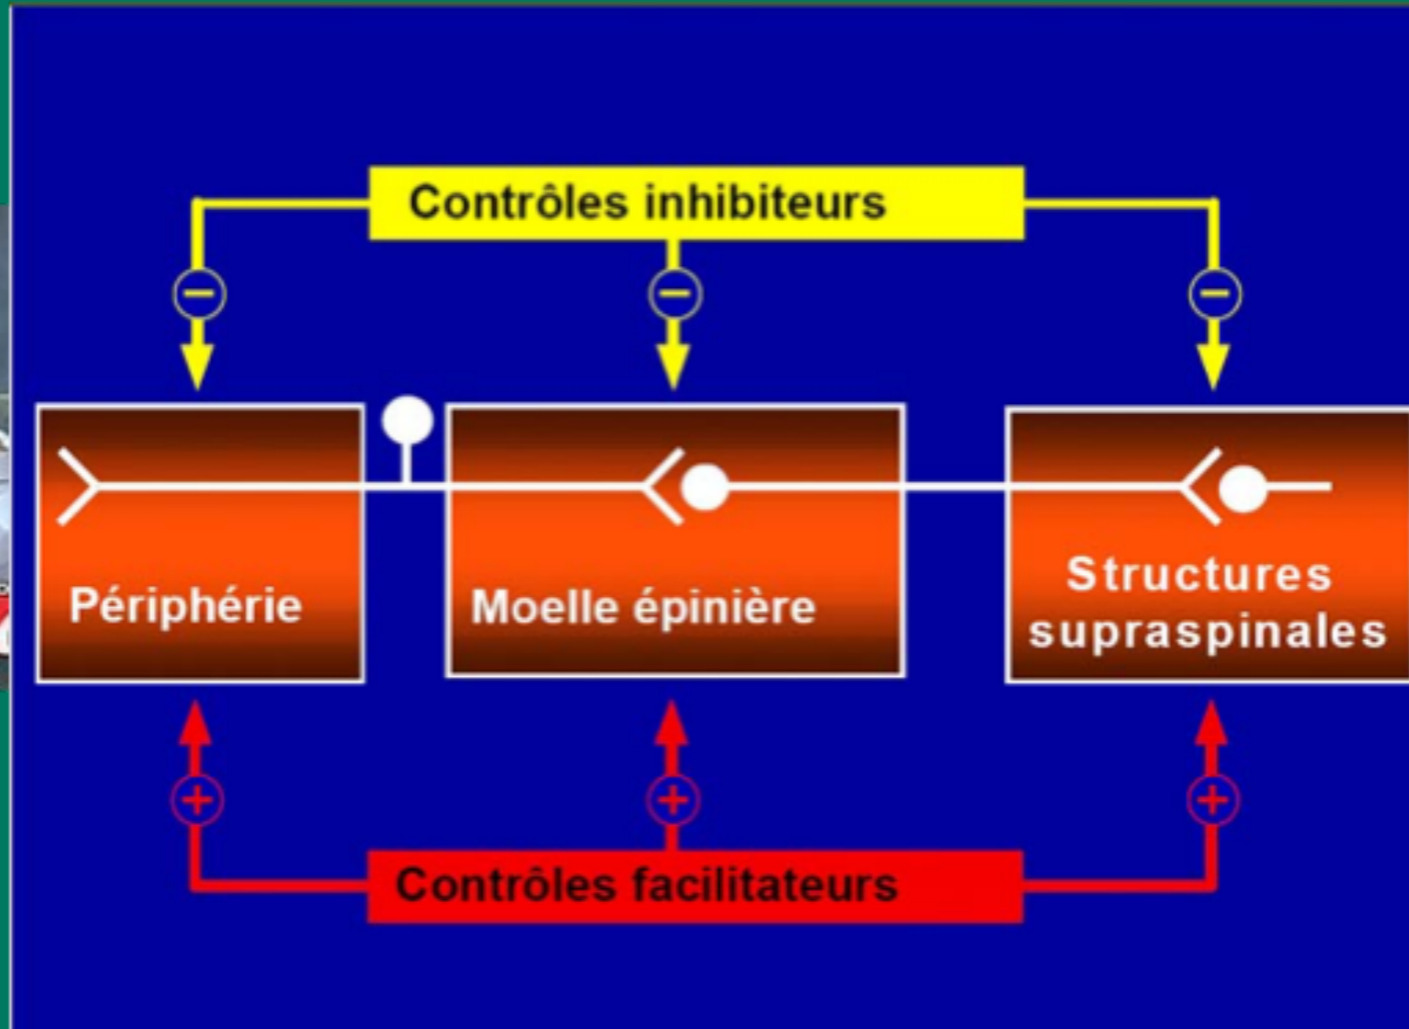 Contrôles inhibiteurs
Périphérie
Moelle épinière
Structures
supraspinales
Contrôles facilitateurs